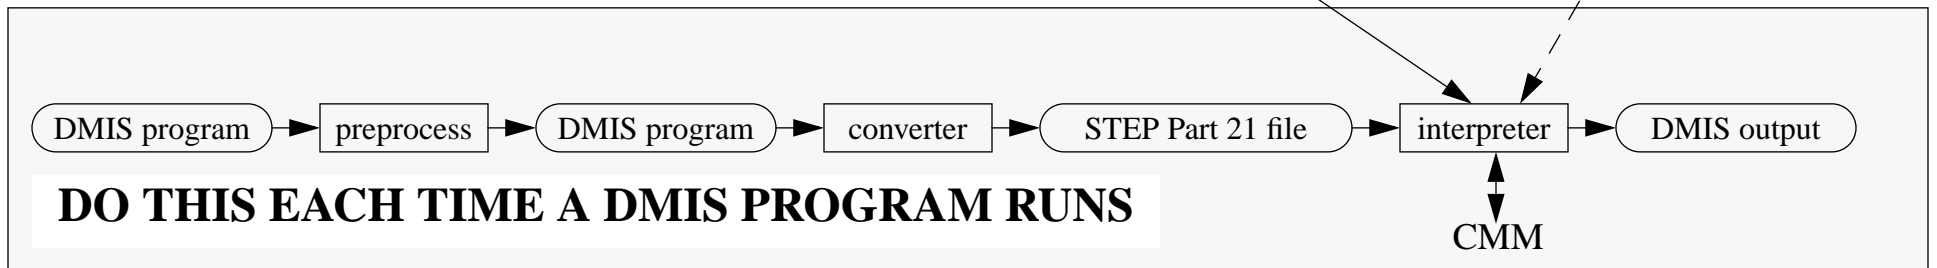 DMIS program
preprocess
DMIS program
converter
STEP Part 21 file
interpreter
DMIS output
DO THIS EACH TIME A DMIS PROGRAM RUNS
CMM